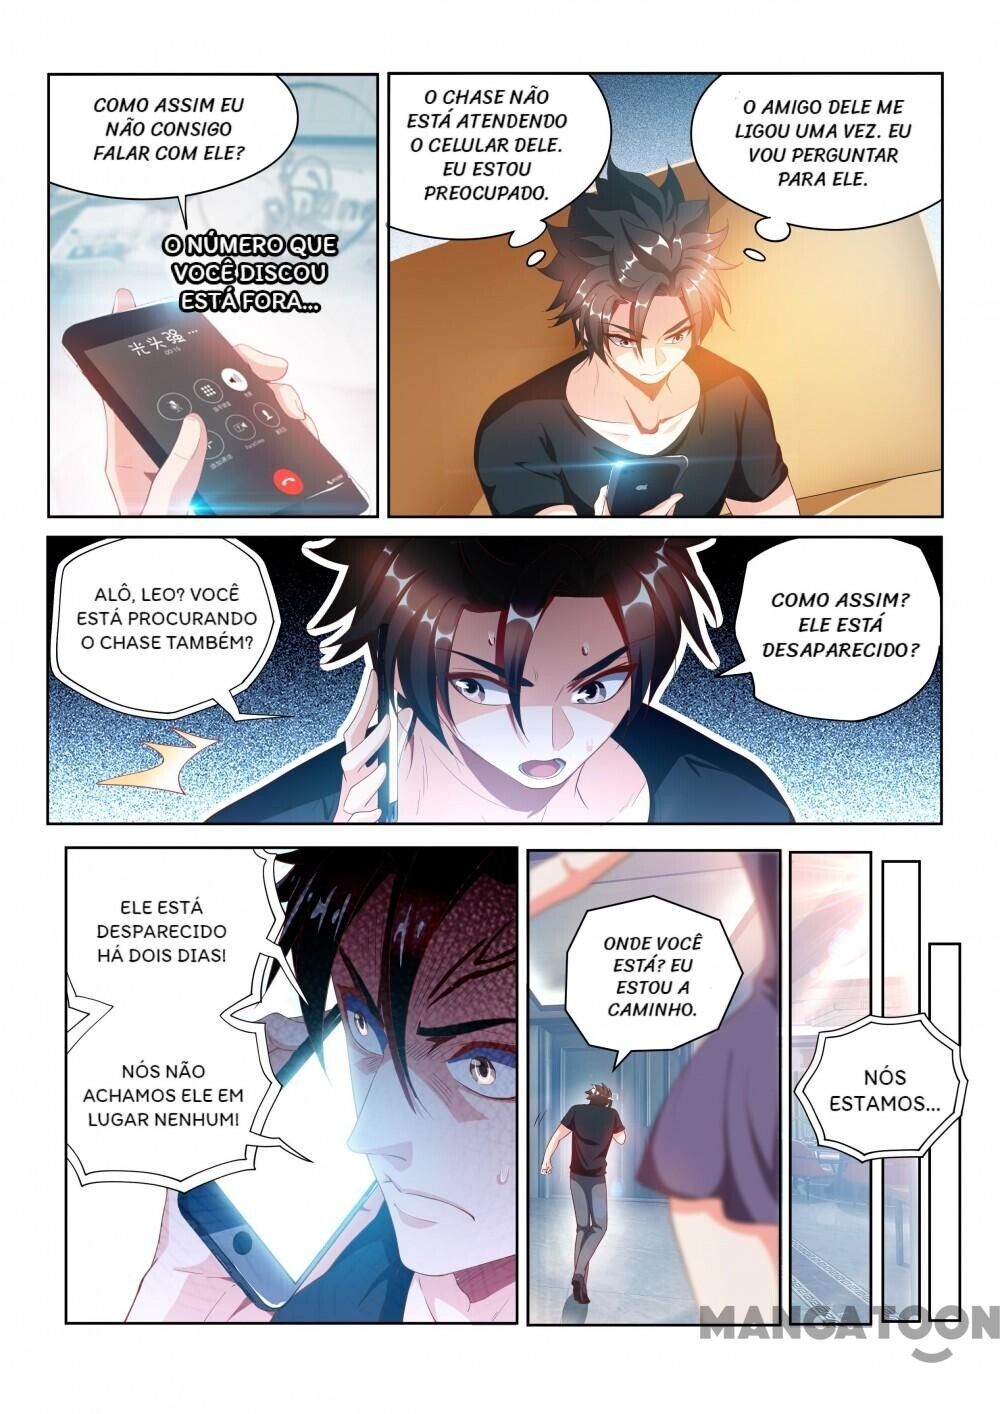 COMO ASSIM EU
NÃO CONSIGO
FALAR COM ELE?
O NÚMERO QUE
VOCÊ DISCOU
ESTÁ FORA...
光头强...
00:15
O CHASE NÃO
ESTÁ ATENDENDO
O CELULAR DELE.
EU ESTOU
PREOCUPADO.
O AMIGO DELE ME
LIGOU UMA VEZ. EU
VOU PERGUNTAR
PARA ELE.
ALÔ, LEO? VOCÊ
ESTÁ PROCURANDO
O CHASE TAMBÉM?
COMO ASSIM?
ELE ESTÁ
DESAPARECIDO?
ELE ESTÁ
DESPARECIDO
HÁ DOIS DIAS!
NÓS NÃO
ACHAMOS ELE EM
LUGAR NENHUM!
ONDE VOCÊ
ESTÁ? EU
ESTOU A
CAMINHO.
NÓS
ESTAMOS...
MANGATOON